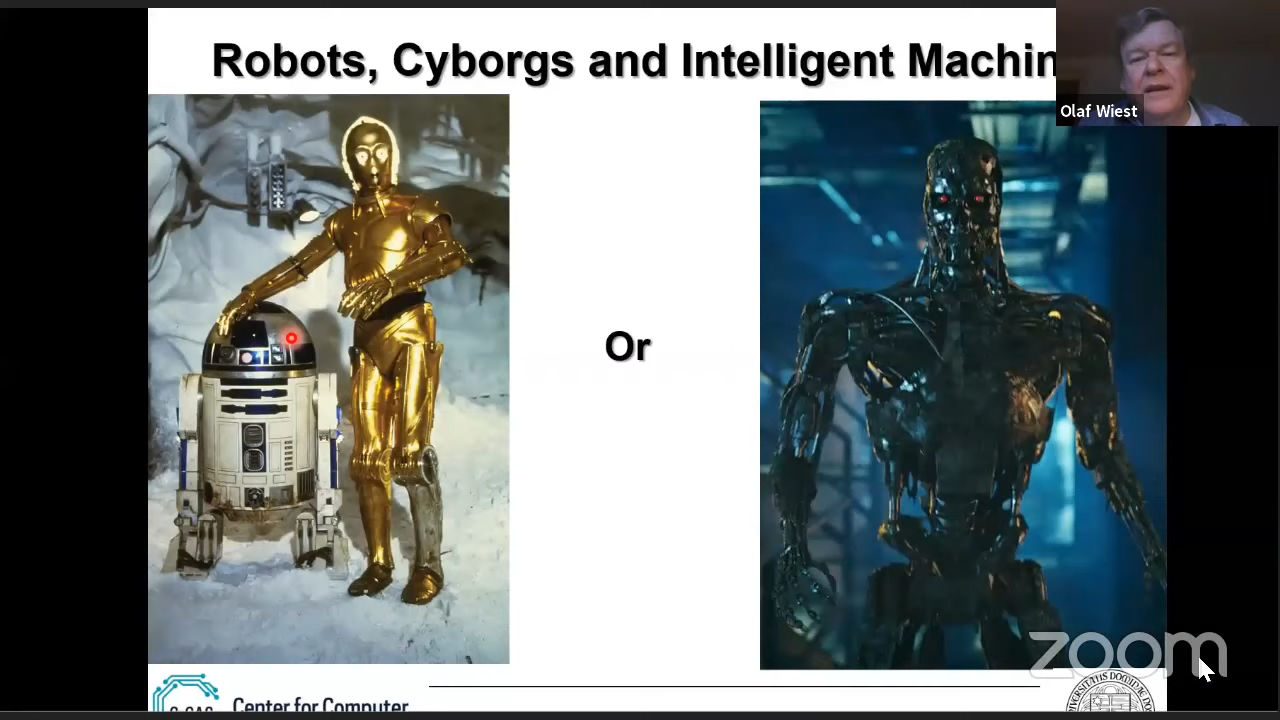 Robots, Cyborgs and Intelligent Machin
Olaf Wiest
Or
zoom
Center for Computer